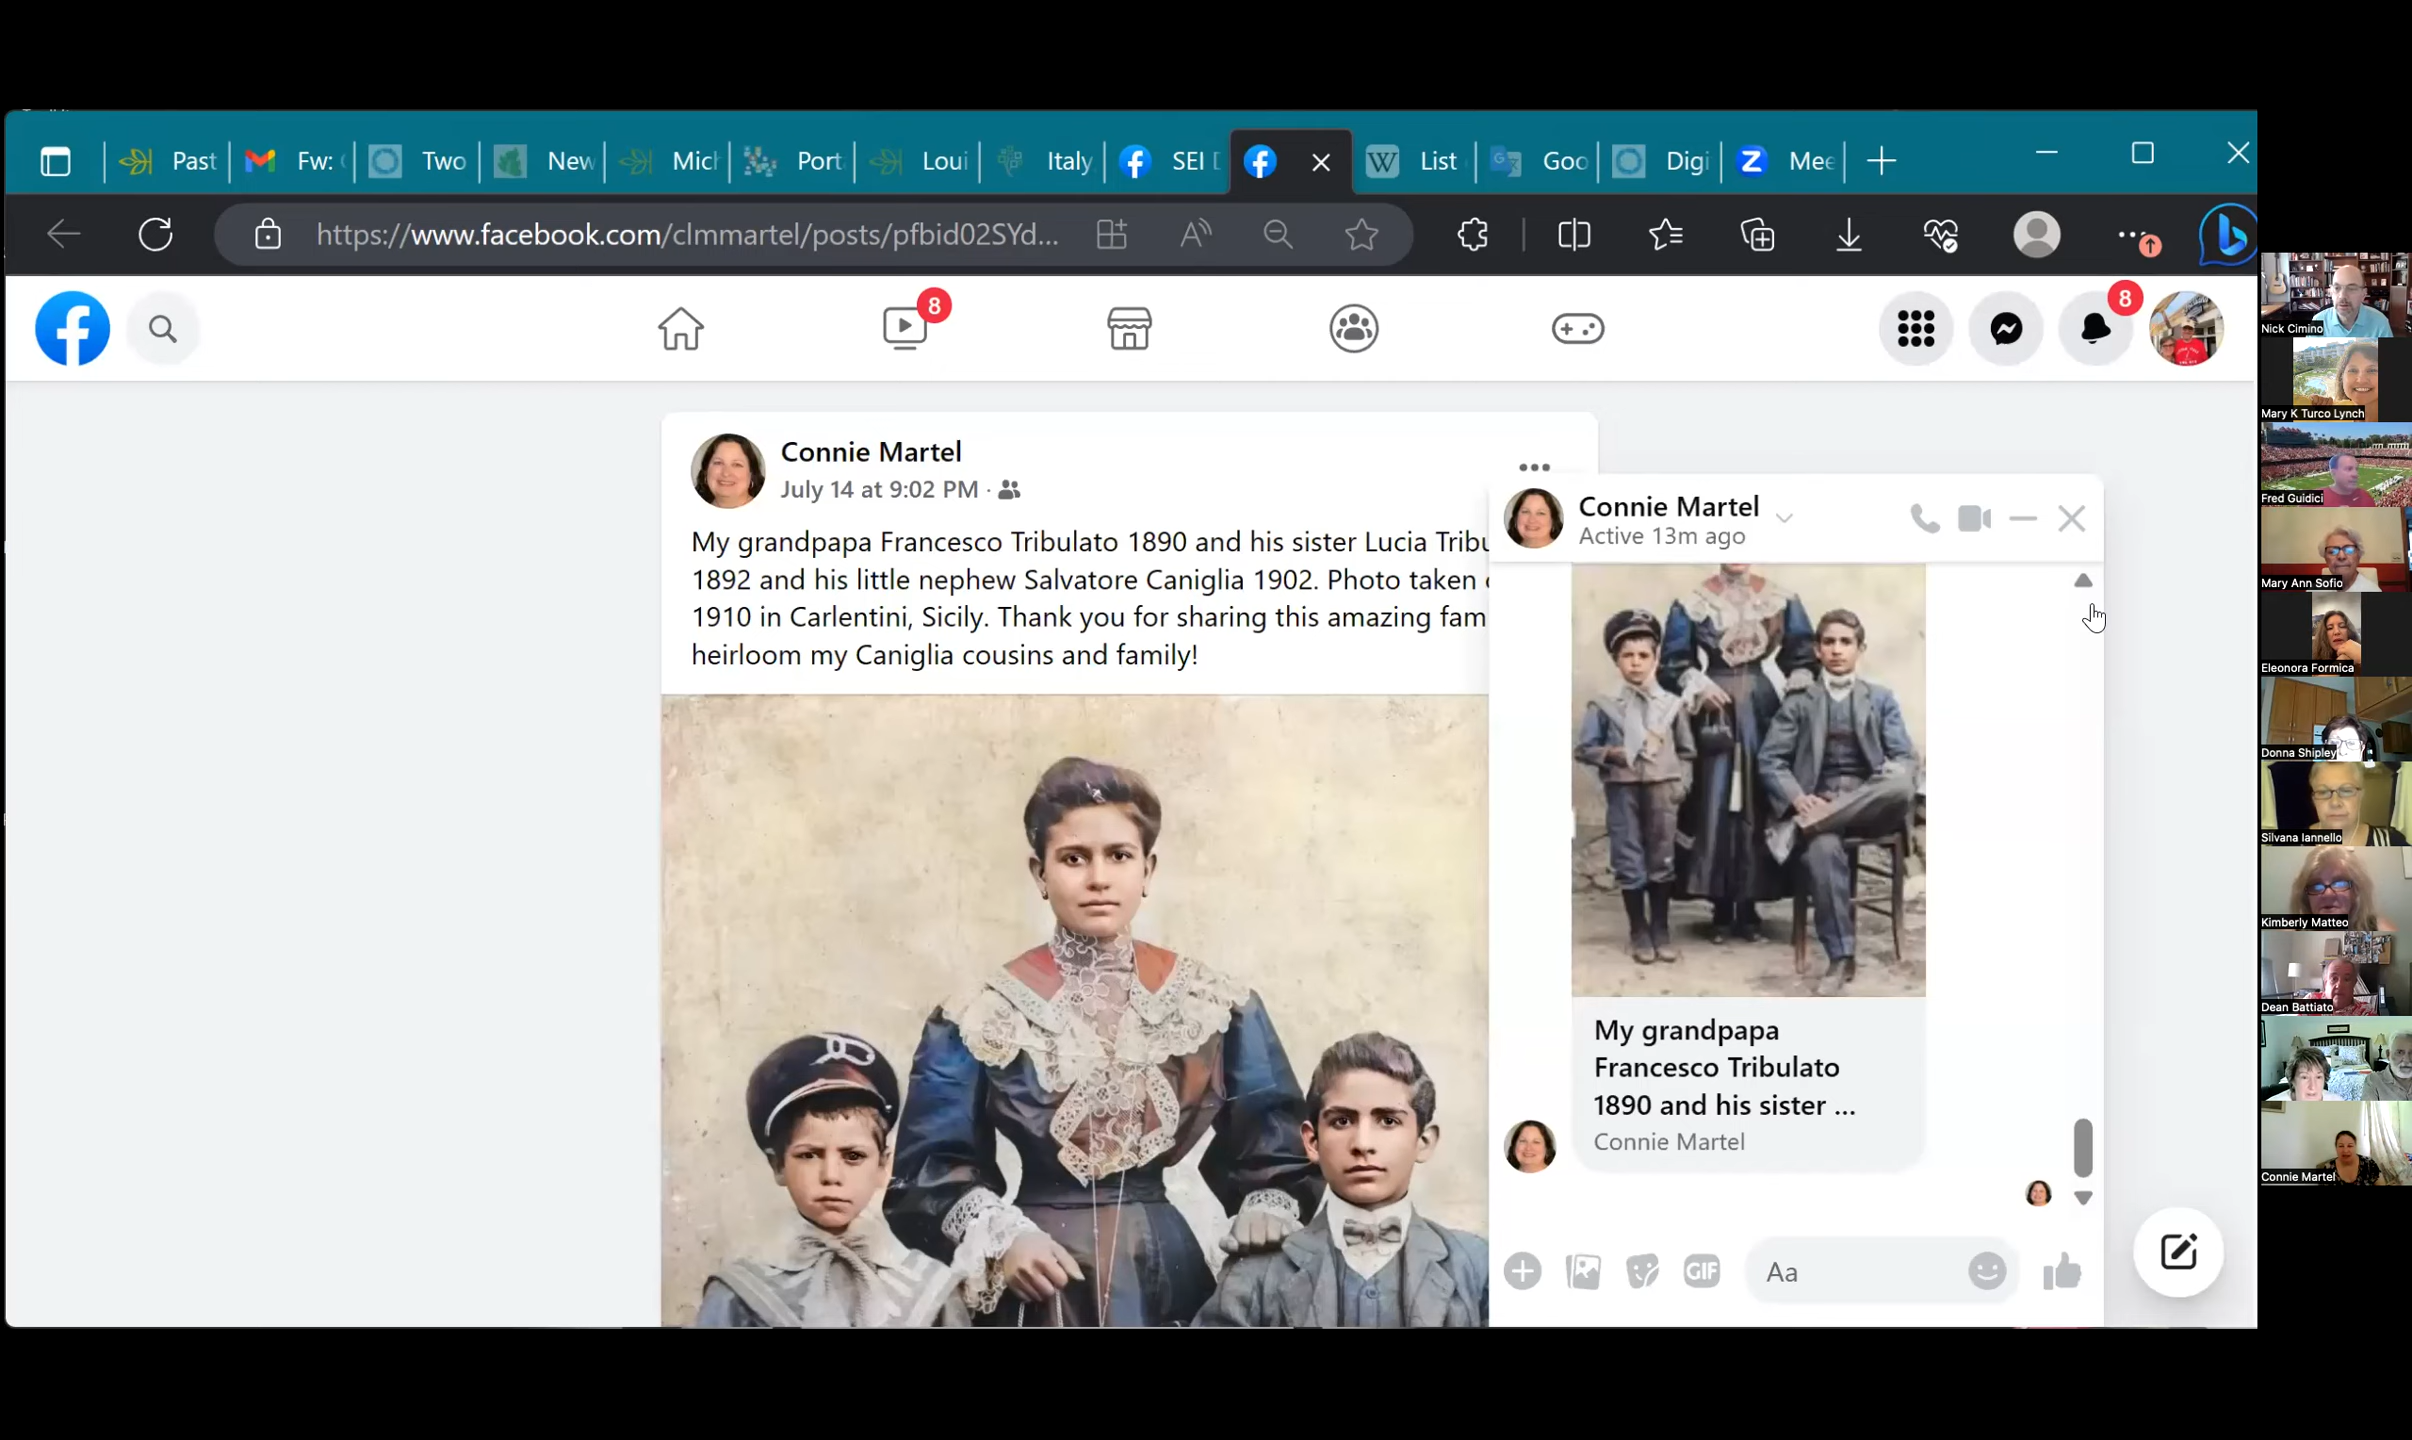 Past
Fw:
Two
New
Mich
Port
Loui
Italy
SEI
List
Goo
Digi
Mee
https://www.facebook.com/clmmartel/posts/pfbid02SYd...
8
8
Connie Martel
July 14 at 9:02 PM ·
My grandpapa Francesco Tribulato 1890 and his sister Lucia Tribu
1892 and his little nephew Salvatore Caniglia 1902. Photo taken
1910 in Carlentini, Sicily. Thank you for sharing this amazing fam
heirloom my Caniglia cousins and family!
Connie Martel
Active 13m ago
My grandpapa
Francesco Tribulato
1890 and his sister ...
Connie Martel
GIF
Aa
Nick Cimino
Mary K Turco Lynch
Fred Guidici
Mary Ann Sofio
Eleonora Formica
Donna Shipley
Silvana Iannello
Kimberly Matteo
Dean Battiato
Connie Martel